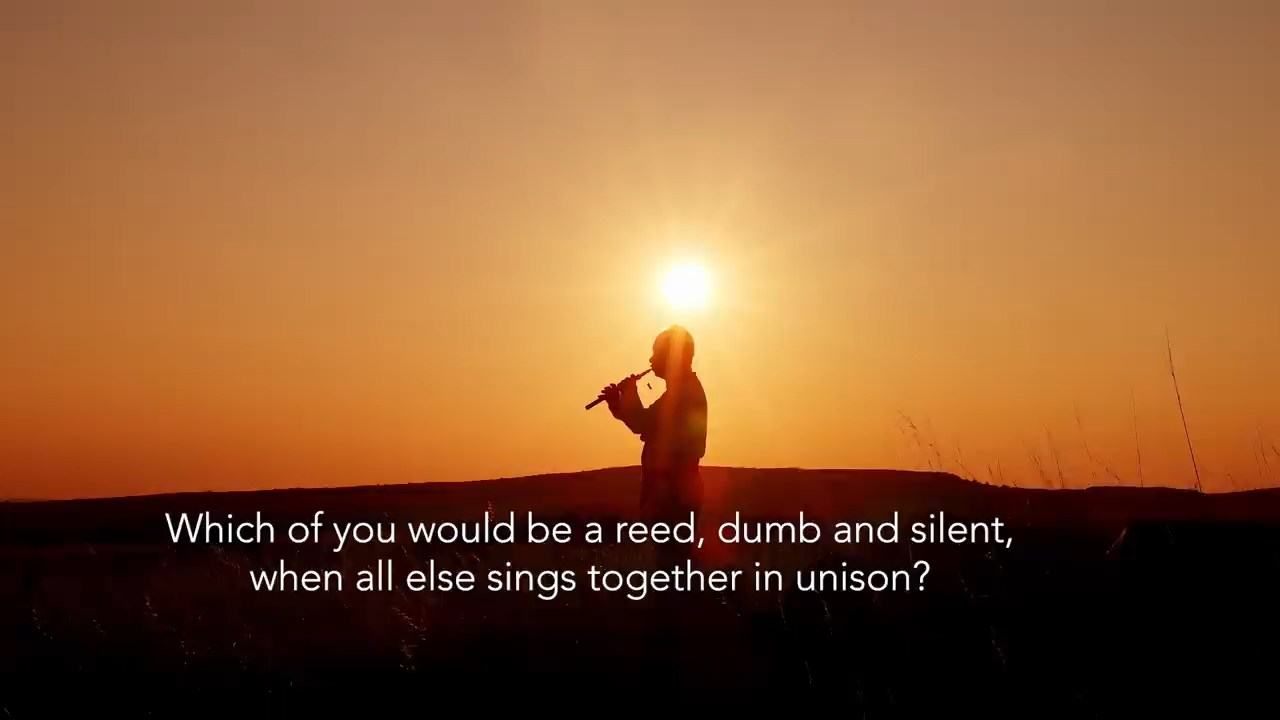 Which of you would be a reed, dumb and silent,
when all else sings together in unison?